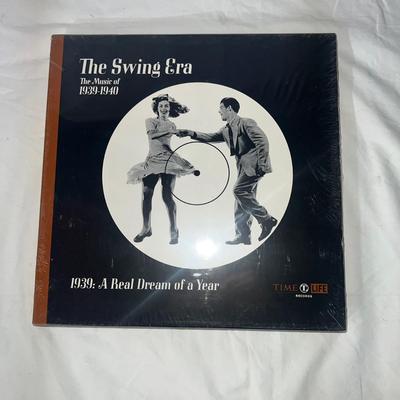 The Swing Era
The Music of
1939-1940
1939: A Real Dream of a Year
TIME LIFE
RECORDS